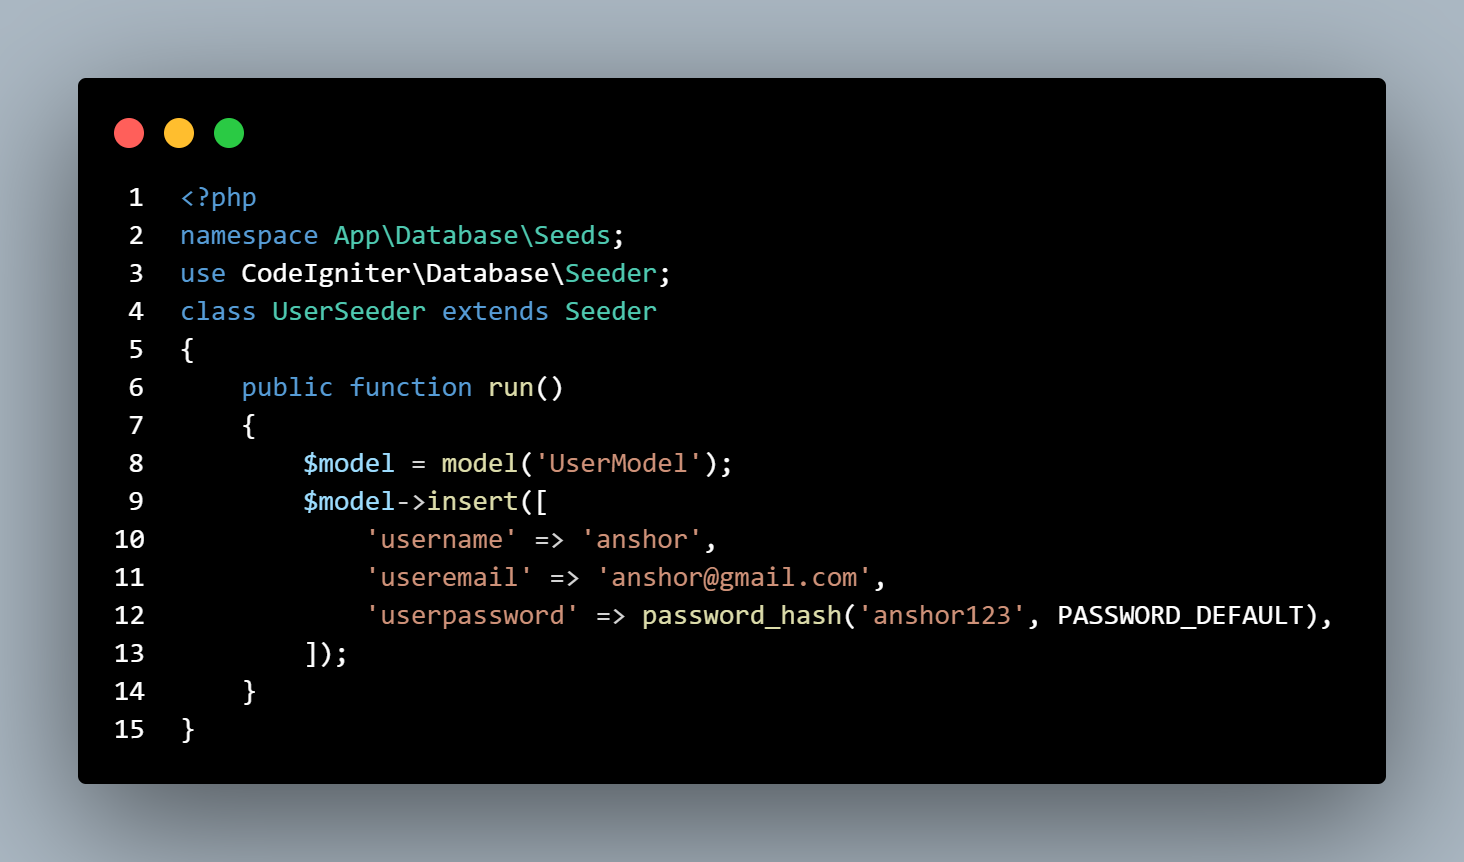 1 <?php
2 namespace App\Database\Seeds;
3 use CodeIgniter\Database\Seeder;
4 class UserSeeder extends Seeder
5 {
6     public function run()
7     {
8         $model = model('UserModel');
9         $model->insert([
10             'username' => 'anshor',
11             'useremail' => 'anshor@gmail.com',
12             'userpassword' => password_hash('anshor123', PASSWORD_DEFAULT),
13         ]);
14     }
15 }